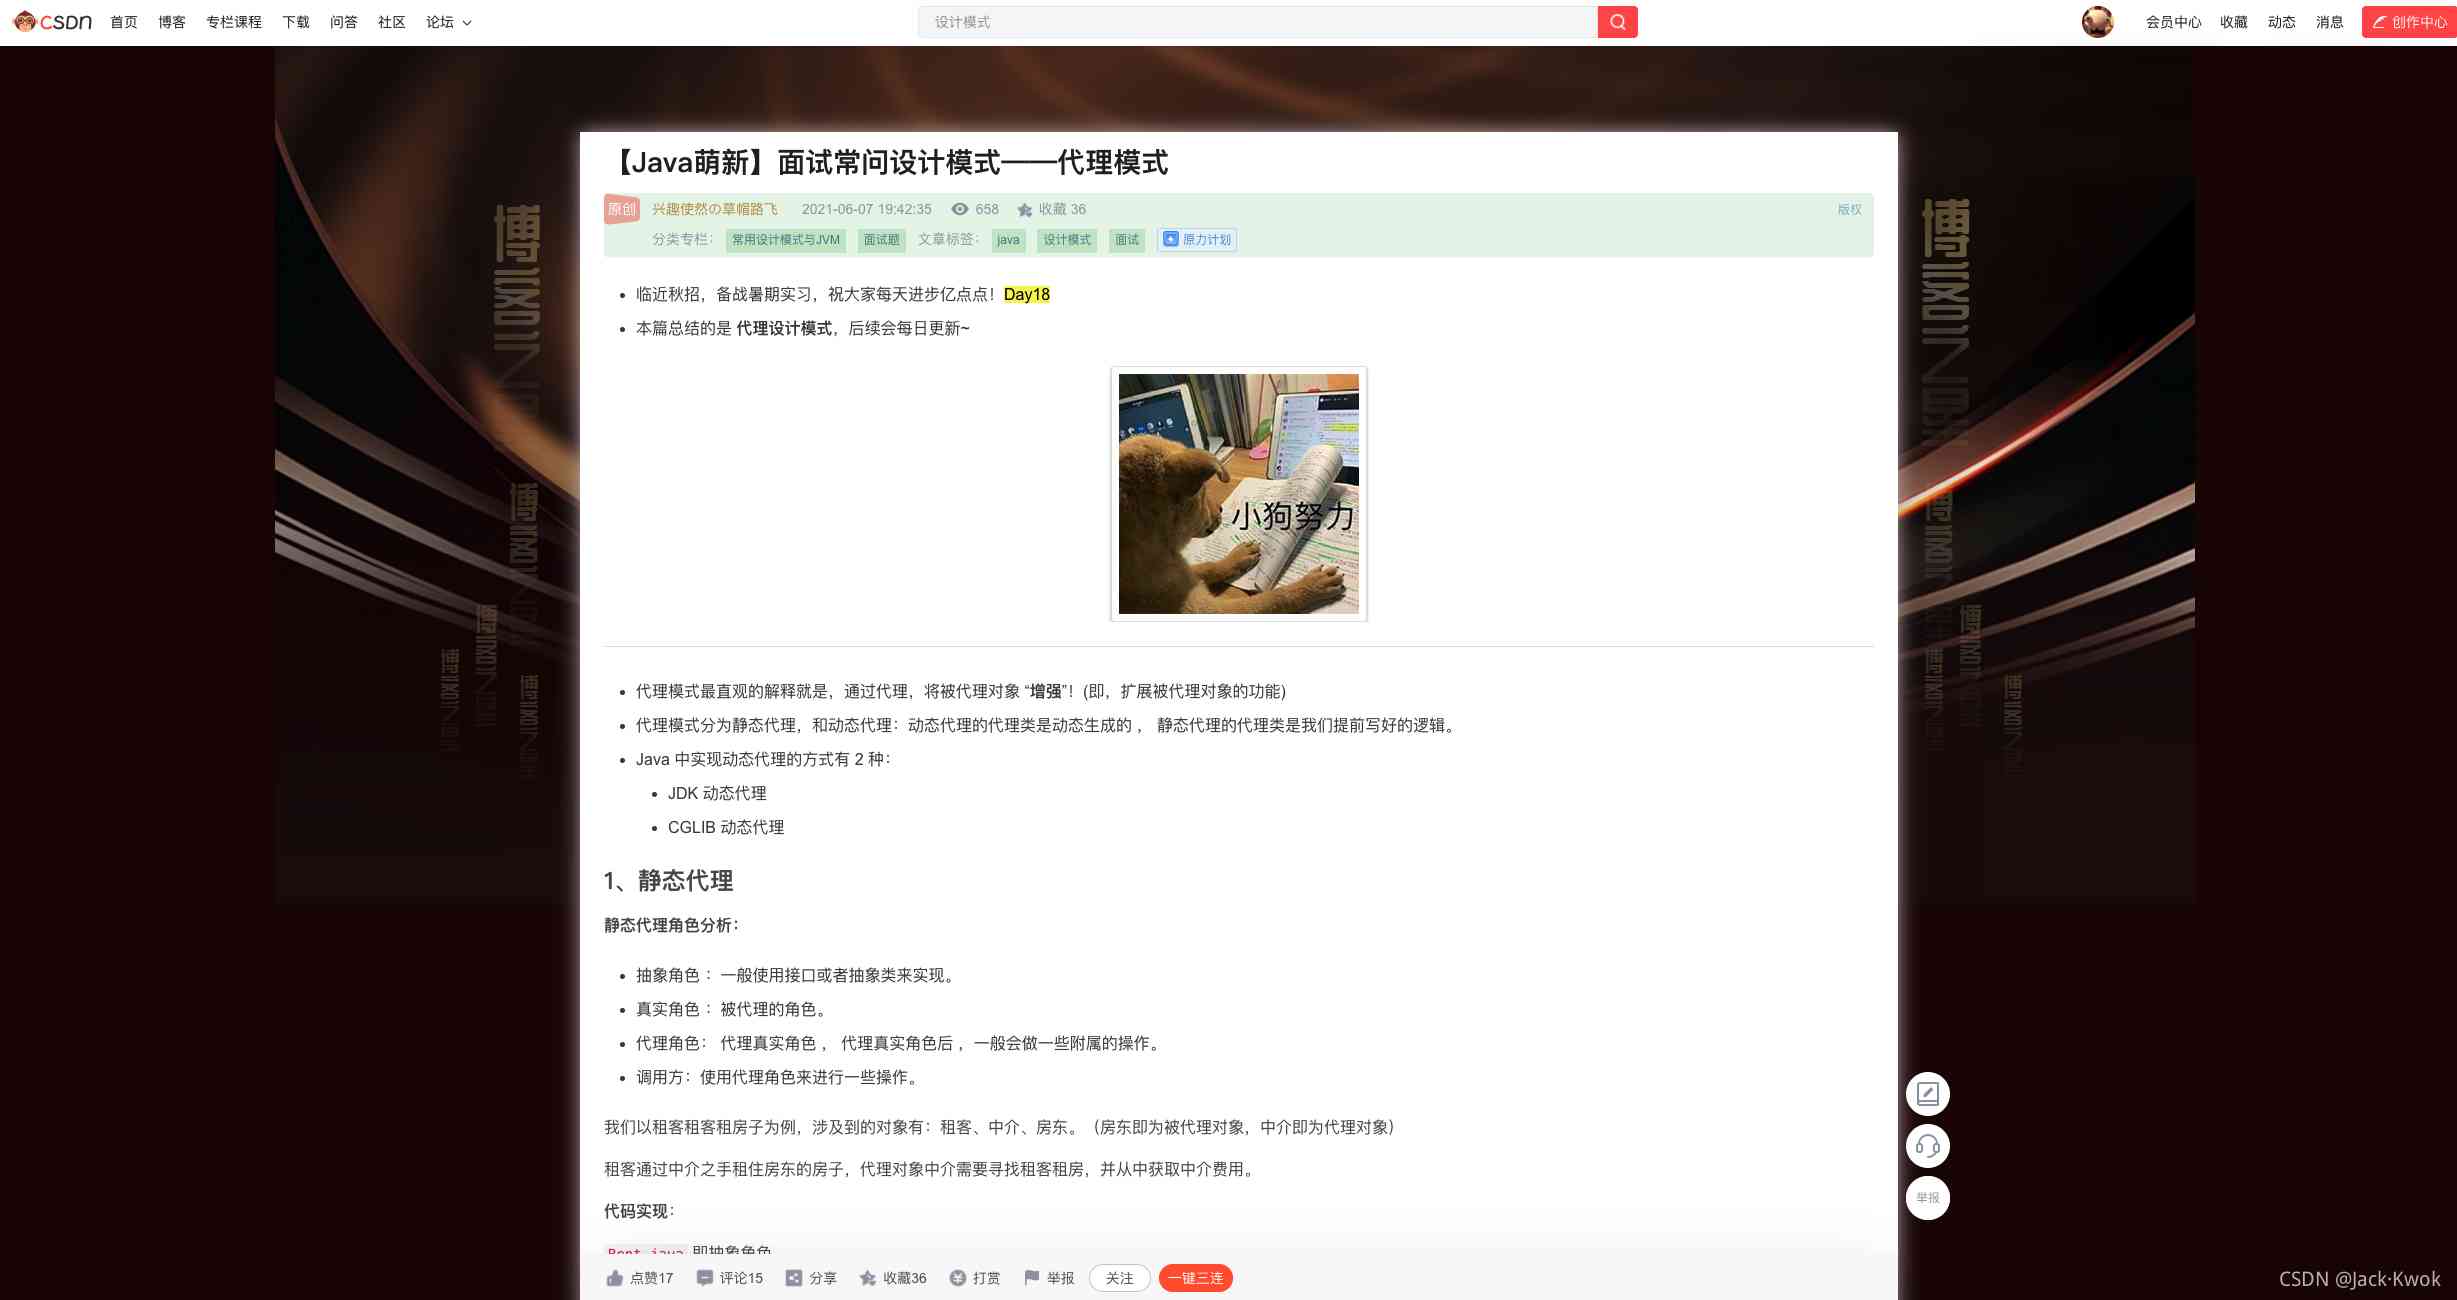 CSDN 首页 博客 专栏课程 下载 问答 社区 论坛 设计模式 会员中心 收藏 动态 消息 创作中心
【Java萌新】面试常问设计模式——代理模式
原创 兴趣使然の草帽路飞 2021-06-07 19:42:35 658 收藏 36 版权
分类专栏： 常用设计模式与JVM 面试题 文章标签： java 设计模式 面试 原力计划
临近秋招，备战暑期实习，祝大家每天进步亿点点！Day18
本篇总结的是 代理设计模式，后续会每日更新~
小狗努力
代理模式最直观的解释就是，通过代理，将被代理对象 “增强”！(即，扩展被代理对象的功能)
代理模式分为静态代理，和动态代理：动态代理的代理类是动态生成的 ， 静态代理的代理类是我们提前写好的逻辑。
Java 中实现动态代理的方式有 2 种：
JDK 动态代理
CGLIB 动态代理
1、静态代理
静态代理角色分析：
抽象角色 ：一般使用接口或者抽象类来实现。
真实角色 ：被代理的角色。
代理角色： 代理真实角色 ， 代理真实角色后 ，一般会做一些附属的操作。
调用方：使用代理角色来进行一些操作。
我们以租客租客租房子为例，涉及到的对象有：租客、中介、房东。（房东即为被代理对象，中介即为代理对象）
租客通过中介之手租住房东的房子，代理对象中介需要寻找租客租房，并从中获取中介费用。
代码实现：
Rent.java 即抽象角色
点赞17 评论15 分享 收藏36 打赏 举报 关注 一键三连
举报
CSDN @Jack·Kwok